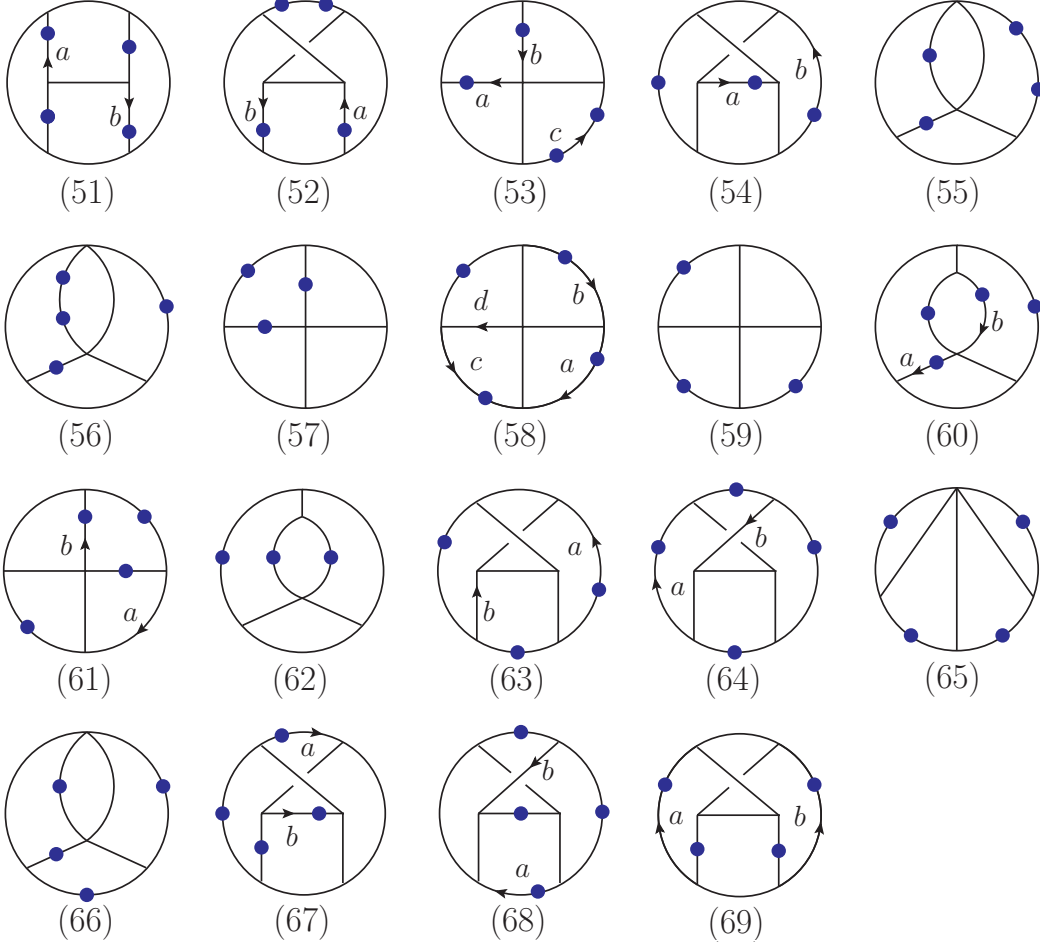 a b b a b a c a b
(51) (52) (53) (54) (55)
d b c a a b
(56) (57) (58) (59) (60)
b a a b b a
(61) (62) (63) (64) (65)
a b b a a b
(66) (67) (68) (69)